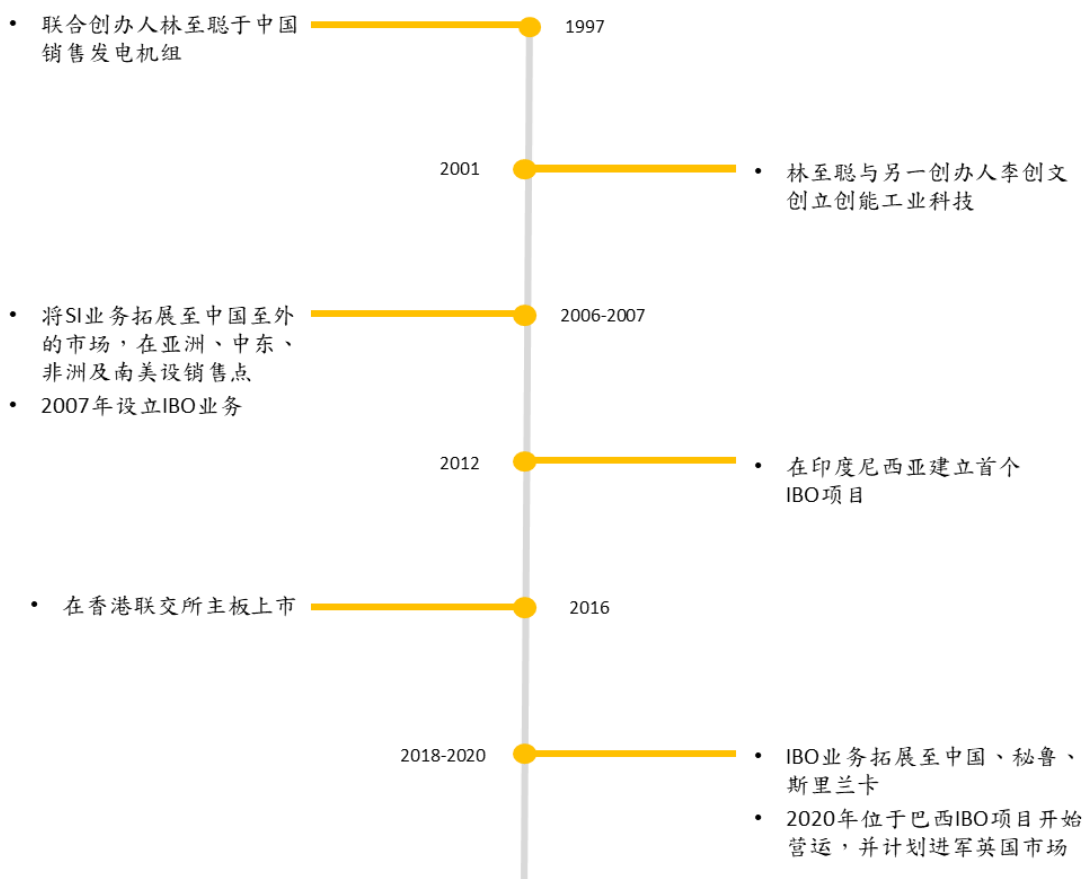 • 联合创办人林至聪于中国
销售发电机组
1997
2001
• 林至聪与另一创办人李创文
创立创能工业科技
• 将SI业务拓展至中国至外
的市场，在亚洲、中东、
非洲及南美设销售点
• 2007年设立IBO业务
2006-2007
2012
• 在印度尼西亚建立首个
IBO项目
• 在香港联交所主板上市
2016
2018-2020
• IBO业务拓展至中国、秘鲁、
斯里兰卡
• 2020年位于巴西IBO项目开始
营运，并计划进军英国市场